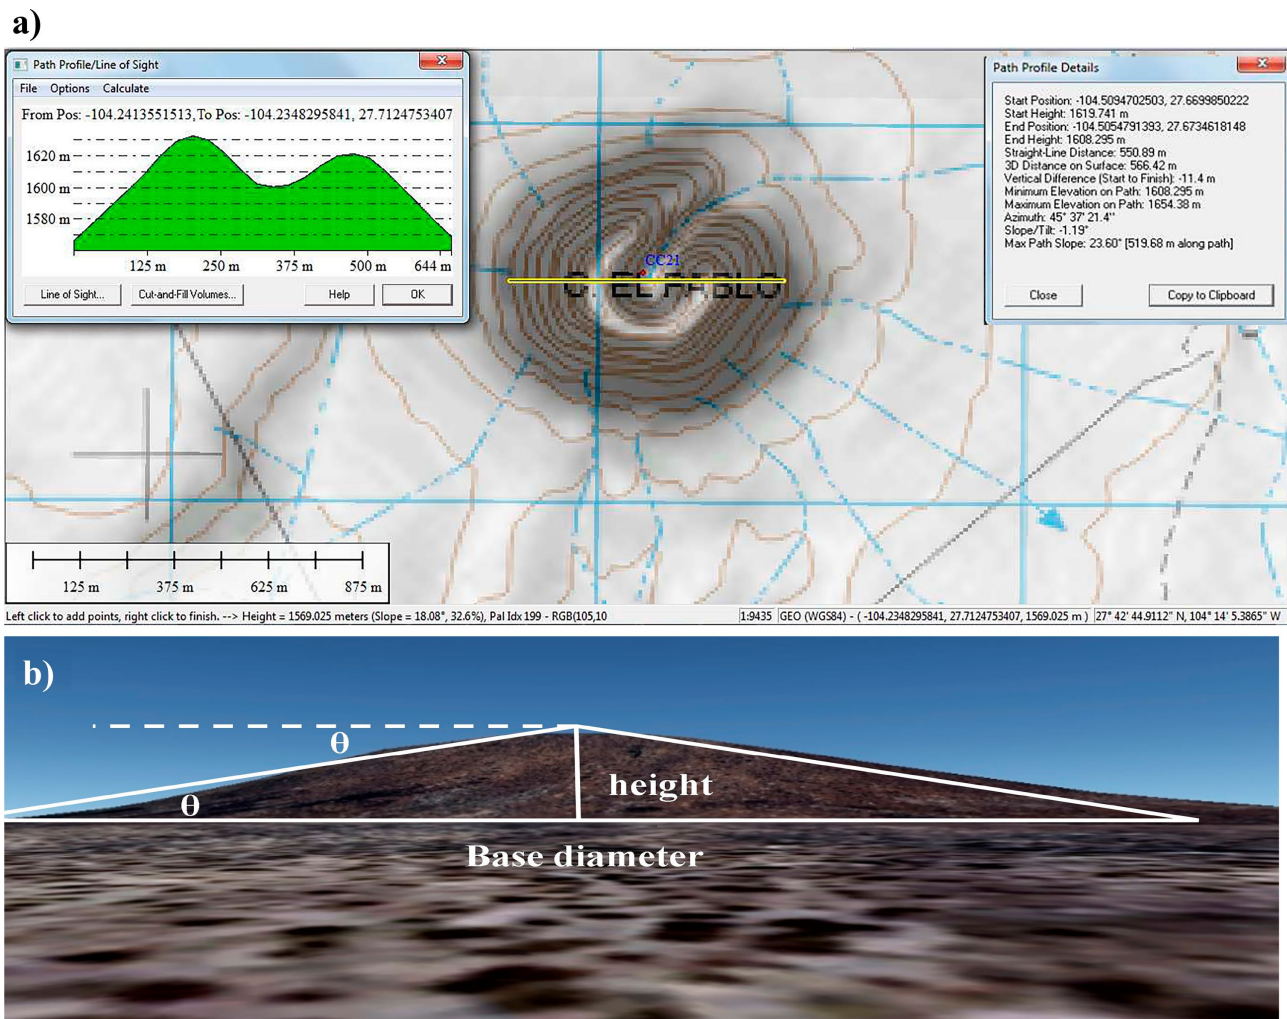 a)
Path Profile/Line of Sight
File Options Calculate
From Pos: -104.2413551513,To Pos: -104.2348295841, 27.7124753407
1620 m
1600 m
1580 m
125 m 250 m 375 m 500 m 644 m
Line of Sight... Cut-and-Fill Volumes... Help OK
Path Profile Details
Start Position: -104.5094702503, 27.6699850222
Start Height: 1619.741 m
End Position: -104.5054791393, 27.6734618148
End Height: 1608.295 m
Straight-Line Distance: 550.89 m
3D Distance on Surface: 566.42 m
Vertical Difference (Start to Finish): -11.4 m
Minimum Elevation on Path: 1608.295 m
Maximum Elevation on Path: 1654.38 m
Azimuth: 45° 37' 21.4"
Slope/Tilt: -1.19°
Max Path Slope: 23.60° [519.68 m along path]
Close Copy to Clipboard
CC21
C. EL PABLO
125 m 375 m 625 m 875 m
Left click to add points, right click to finish. --> Height = 1569.025 meters (Slope = 18.08°, 32.6%), Pal Idx 199 - RGB(105,10
1:9435 GEO (WGS84) - ( -104.2348295841, 27.7124753407, 1569.025 m ) 27° 42' 44.9112" N, 104° 14' 5.3865" W
b)
θ
θ
height
Base diameter